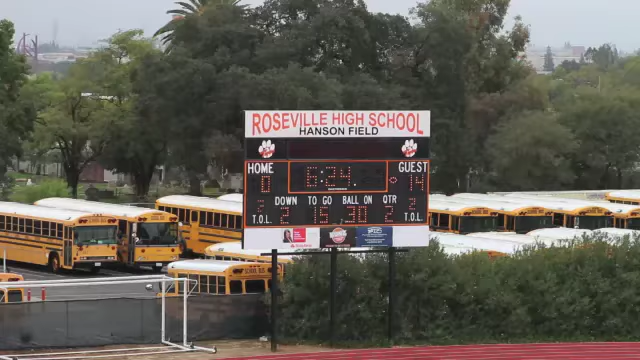 ROSEVILLE HIGH SCHOOL
HANSON FIELD
HOME 6:24 GUEST
0 14
DOWN TO GO BALL ON QTR
2 2 15 30 2 2
T.O.L T.O.L